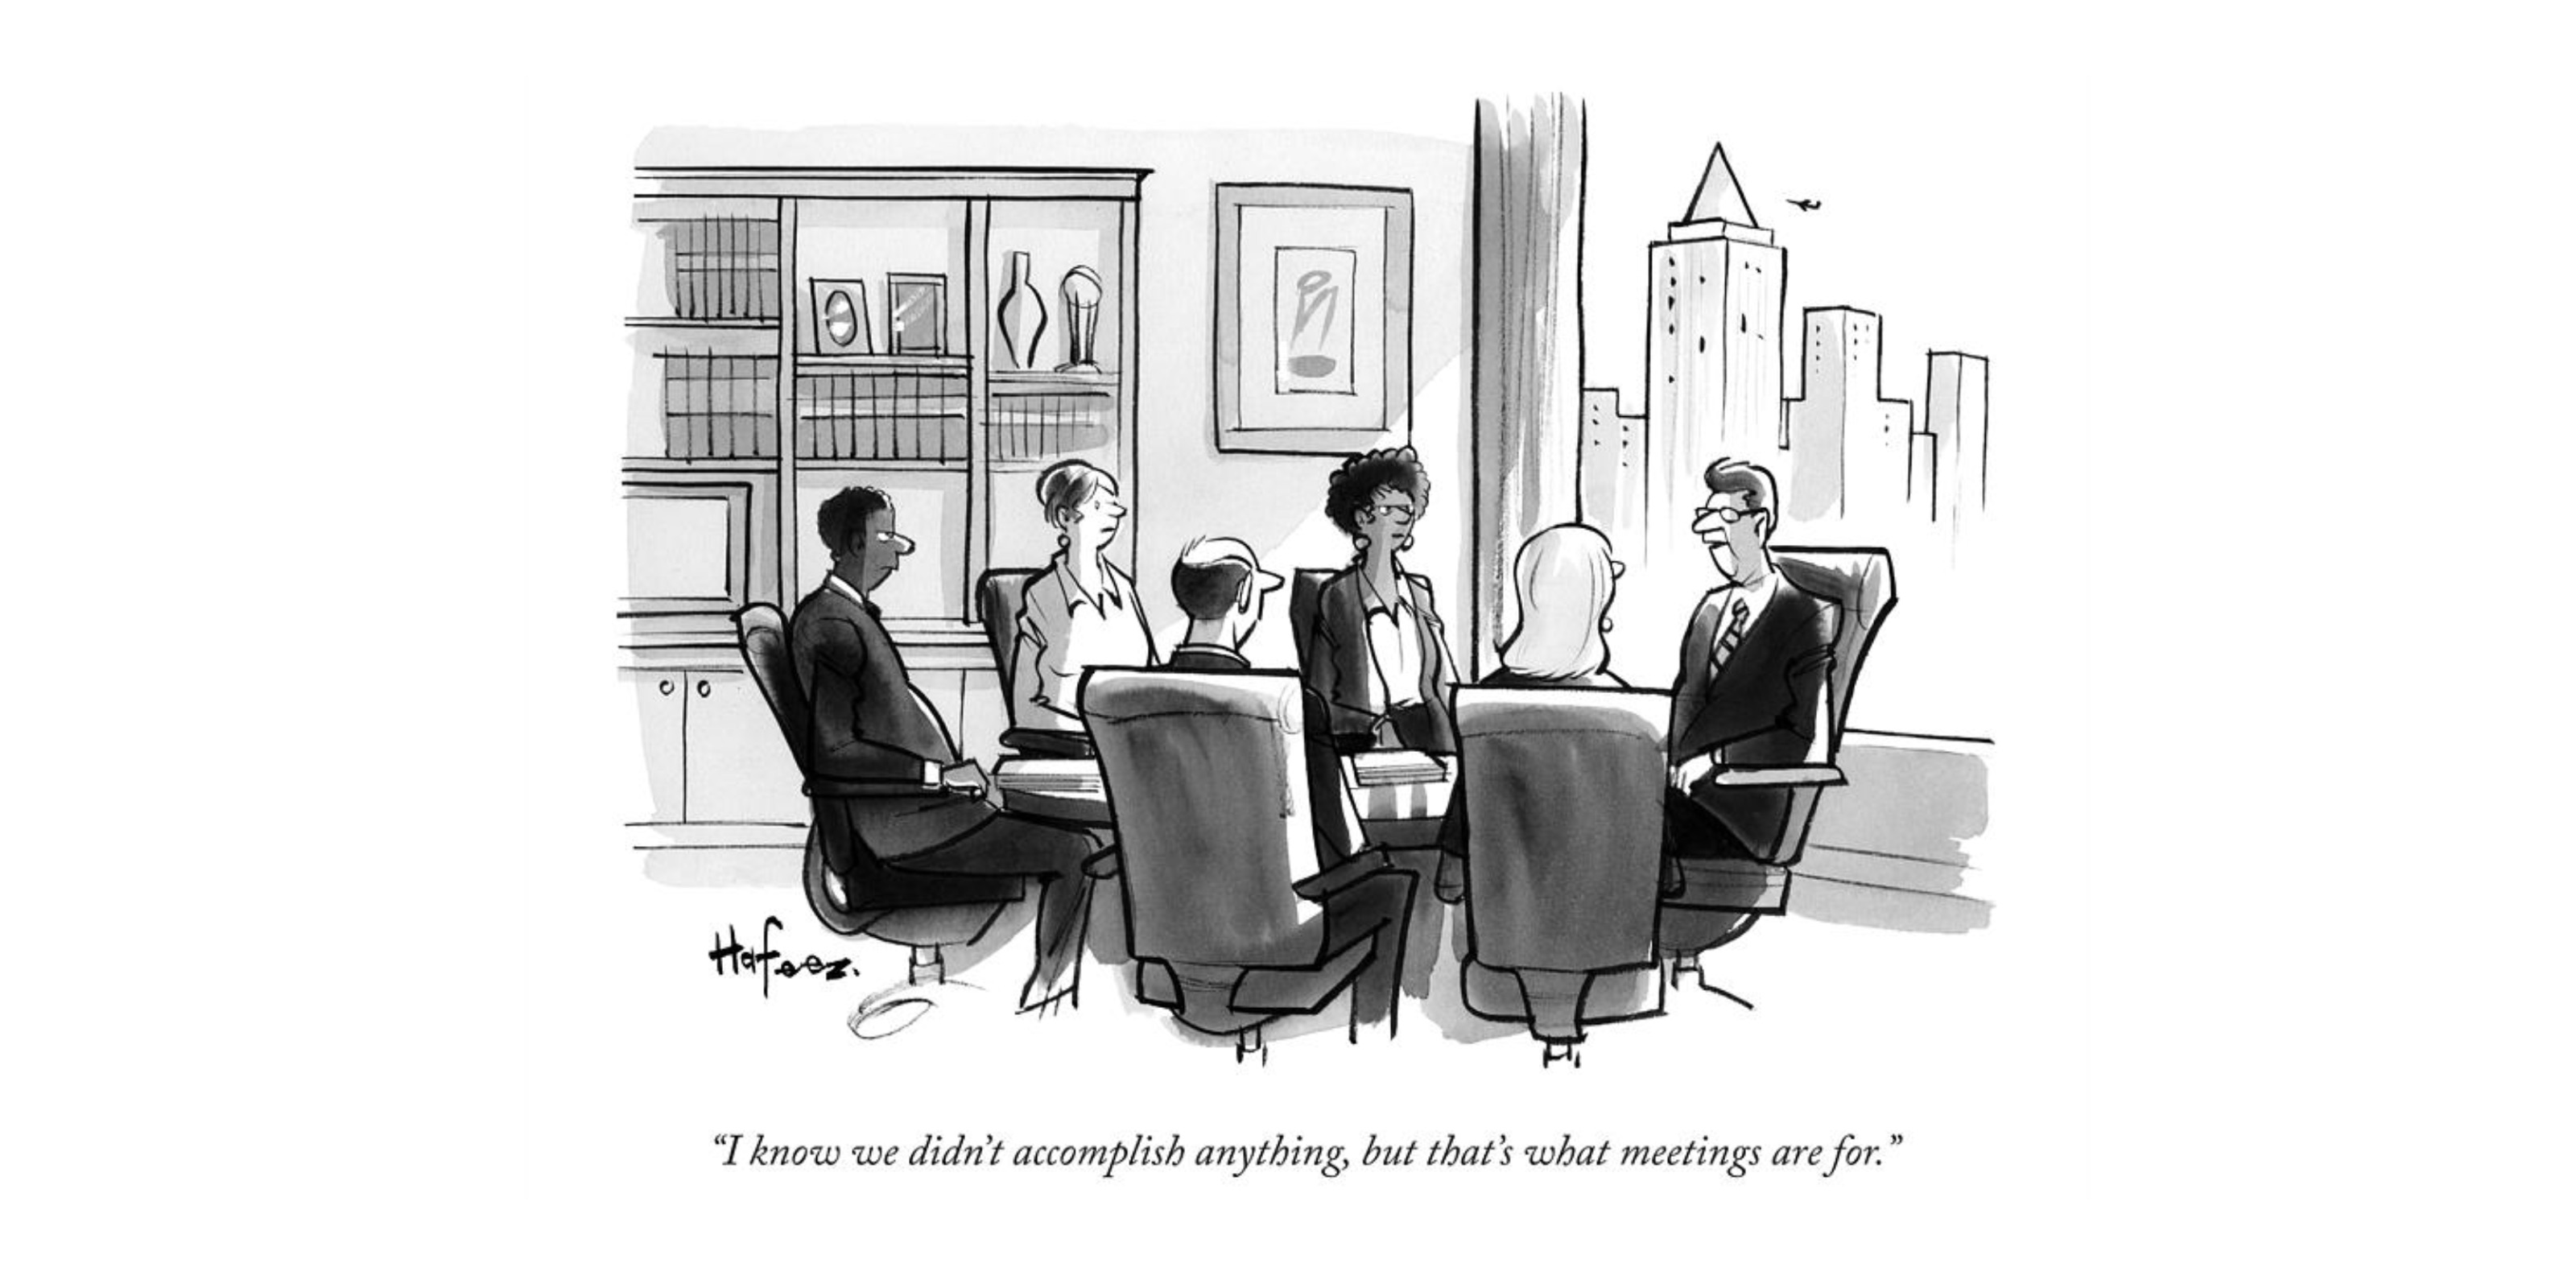 Hafeez.
“I know we didn’t accomplish anything, but that’s what meetings are for.”